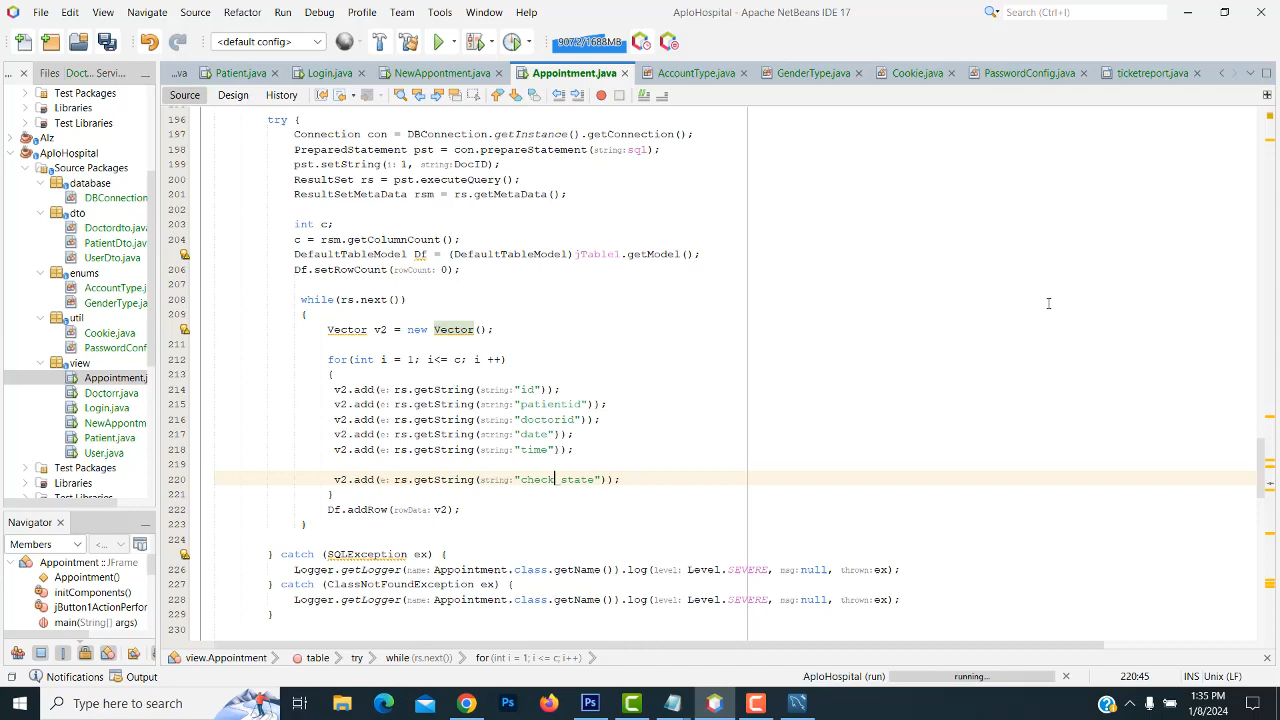 File Edit View Navigate Source Refactor Run Debug Profile Team Tools Window Help AploHospital - Apache NetBeans IDE 17 Search (Ctrl+I)
<default config> 907.2/1688MB
Files Doct... Servi...
...va Patient.java Login.java NewAppontment.java Appointment.java AccountType.java GenderType.java Cookie.java PasswordConfig.java ticketreport.java
Source Design History
Test Packages
Libraries
Test Libraries
Alz
AploHospital
Source Packages
database
DBConnection
dto
Doctordto.java
PatientDto.java
UserDto.java
enums
AccountType.j
GenderType.ja
util
Cookie.java
PasswordConf
view
Appointment.j
Doctorr.java
Login.java
NewAppontm
Patient.java
User.java
Test Packages
Libraries
Navigator
Members <...
Appointment :: JFrame
Appointment()
initComponents()
jButton1ActionPerfor
main(String[] args)
196 try {
197 Connection con = DBConnection.getInstance().getConnection();
198 PreparedStatement pst = con.prepareStatement(string:sql);
199 pst.setString(i: 1, string:DocID);
200 ResultSet rs = pst.executeQuery();
201 ResultSetMetaData rsm = rs.getMetaData();
202
203 int c;
204 c = rsm.getColumnCount();
DefaultTableModel Df = (DefaultTableModel)jTable1.getModel();
206 Df.setRowCount(rowCount: 0);
207
208 while(rs.next())
209 {
Vector v2 = new Vector();
211
212 for(int i = 1; i<= c; i ++)
213 {
214 v2.add(e: rs.getString(string:"id"));
215 v2.add(e: rs.getString(string:"patientid"));
216 v2.add(e: rs.getString(string:"doctorid"));
217 v2.add(e: rs.getString(string:"date"));
218 v2.add(e: rs.getString(string:"time"));
219
220 v2.add(e: rs.getString(string:"check_state"));
221 }
222 Df.addRow(rowData: v2);
223 }
224
} catch (SQLException ex) {
226 Logger.getLogger(name: Appointment.class.getName()).log(level: Level.SEVERE, msg:null, thrown:ex);
227 } catch (ClassNotFoundException ex) {
228 Logger.getLogger(name: Appointment.class.getName()).log(level: Level.SEVERE, msg:null, thrown:ex);
229 }
230
view.Appointment table try while (rs.next()) for (int i = 1; i <= c; i++)
Notifications Output AploHospital (run) running... 220:45 INS Unix (LF)
Type here to search 1:35 PM
1/8/2024